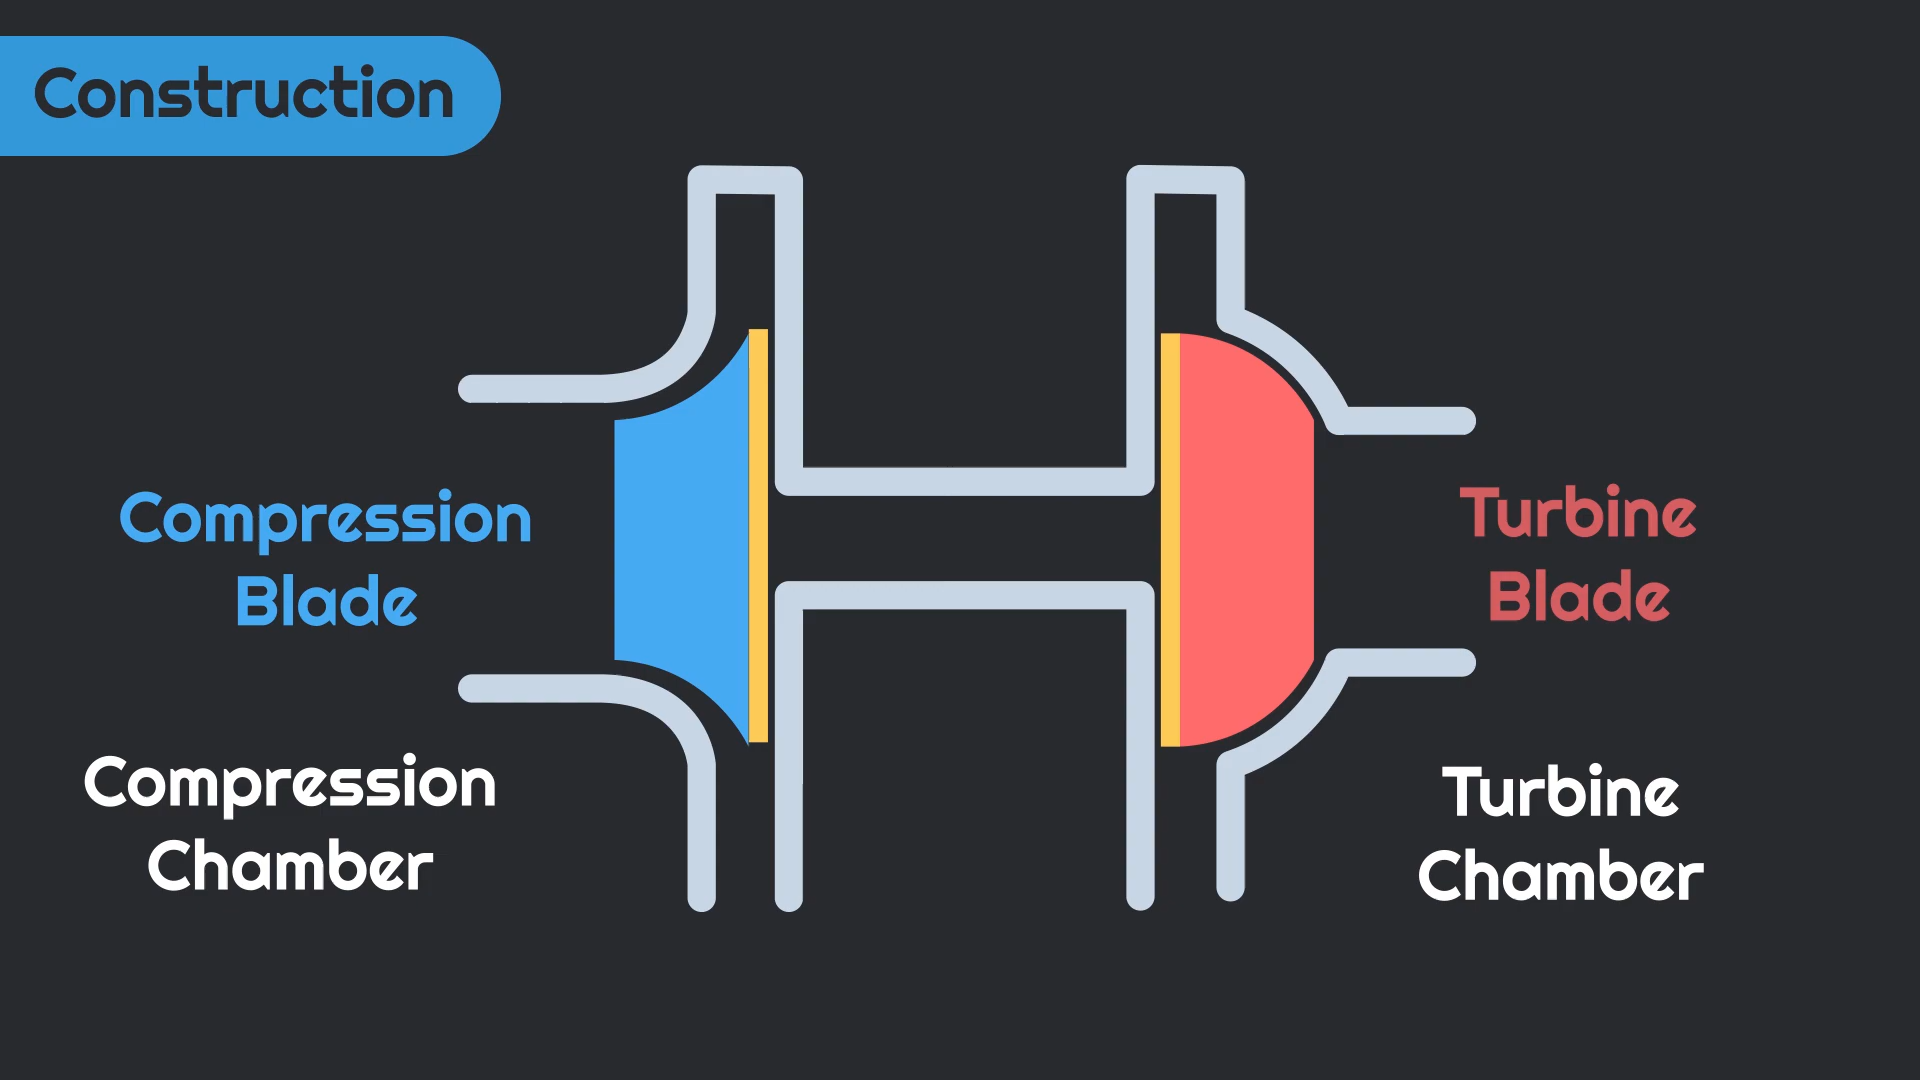 Construction
Compression
Blade
Turbine
Blade
Compression
Chamber
Turbine
Chamber